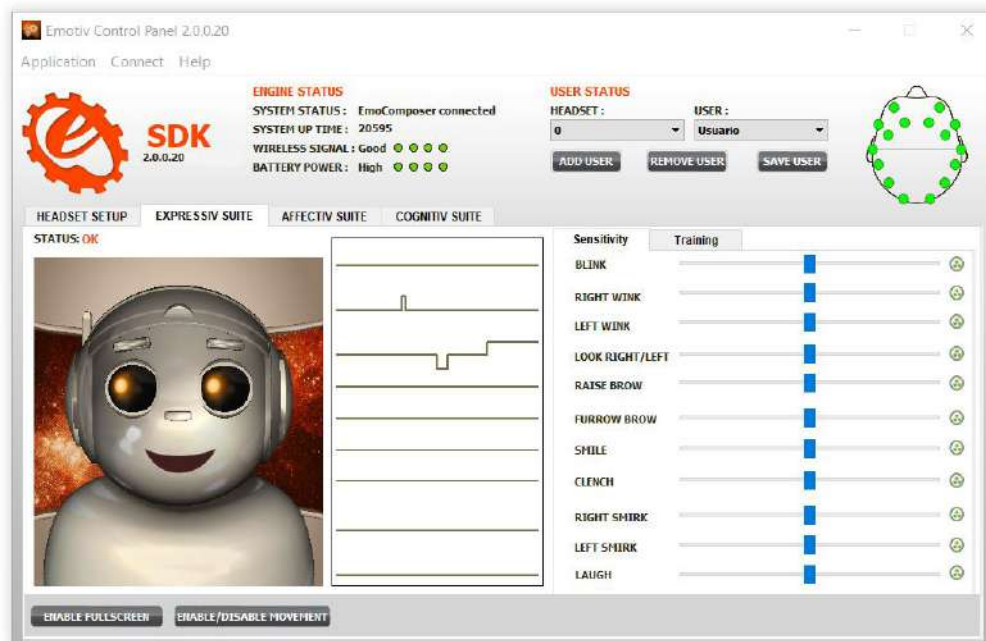 Emotiv Control Panel 2.0.0.20
Application Connect Help
SDK
2.0.0.20
ENGINE STATUS
SYSTEM STATUS : EmoComposer connected
SYSTEM UP TIME : 20595
WIRELESS SIGNAL : Good
BATTERY POWER : High
USER STATUS
HEADSET : USER :
0 Usuario
ADD USER REMOVE USER SAVE USER
HEADSET SETUP EXPRESSIV SUITE AFFECTIV SUITE COGNITIV SUITE
STATUS: OK
Sensitivity Training
BLINK
RIGHT WINK
LEFT WINK
LOOK RIGHT/LEFT
RAISE BROW
FURROW BROW
SMILE
CLENCH
RIGHT SMIRK
LEFT SMIRK
LAUGH
ENABLE FULLSCREEN ENABLE/DISABLE MOVEMENT